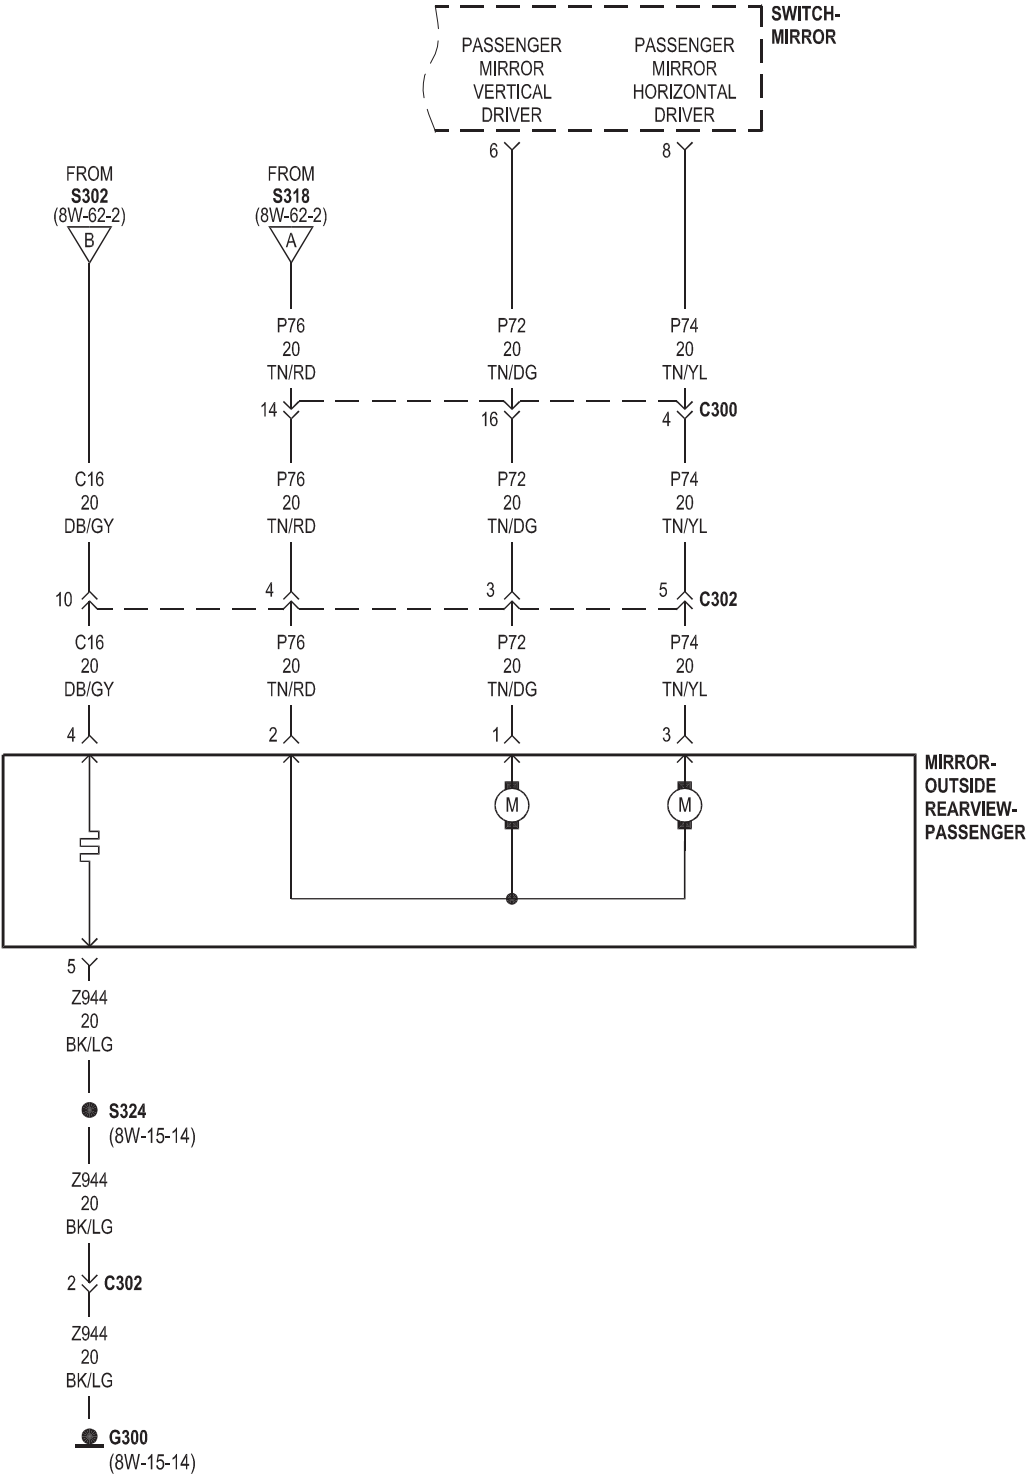 SWITCH-
MIRROR
PASSENGER
MIRROR
VERTICAL
DRIVER
PASSENGER
MIRROR
HORIZONTAL
DRIVER
6
8
FROM
S302
(8W-62-2)
B
FROM
S318
(8W-62-2)
A
P76
20
TN/RD
P72
20
TN/DG
P74
20
TN/YL
14
16
4
C300
C16
20
DB/GY
P76
20
TN/RD
P72
20
TN/DG
P74
20
TN/YL
10
4
3
5
C302
C16
20
DB/GY
P76
20
TN/RD
P72
20
TN/DG
P74
20
TN/YL
4
2
1
3
MIRROR-
OUTSIDE
REARVIEW-
PASSENGER
M
M
5
Z944
20
BK/LG
S324
(8W-15-14)
Z944
20
BK/LG
2
C302
Z944
20
BK/LG
G300
(8W-15-14)